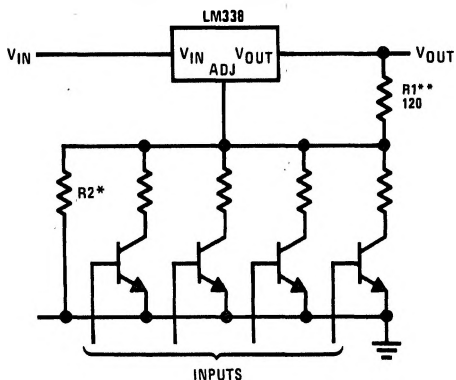 LM338
VIN
VIN VOUT
ADJ
VOUT
R1**
120
R2*
INPUTS